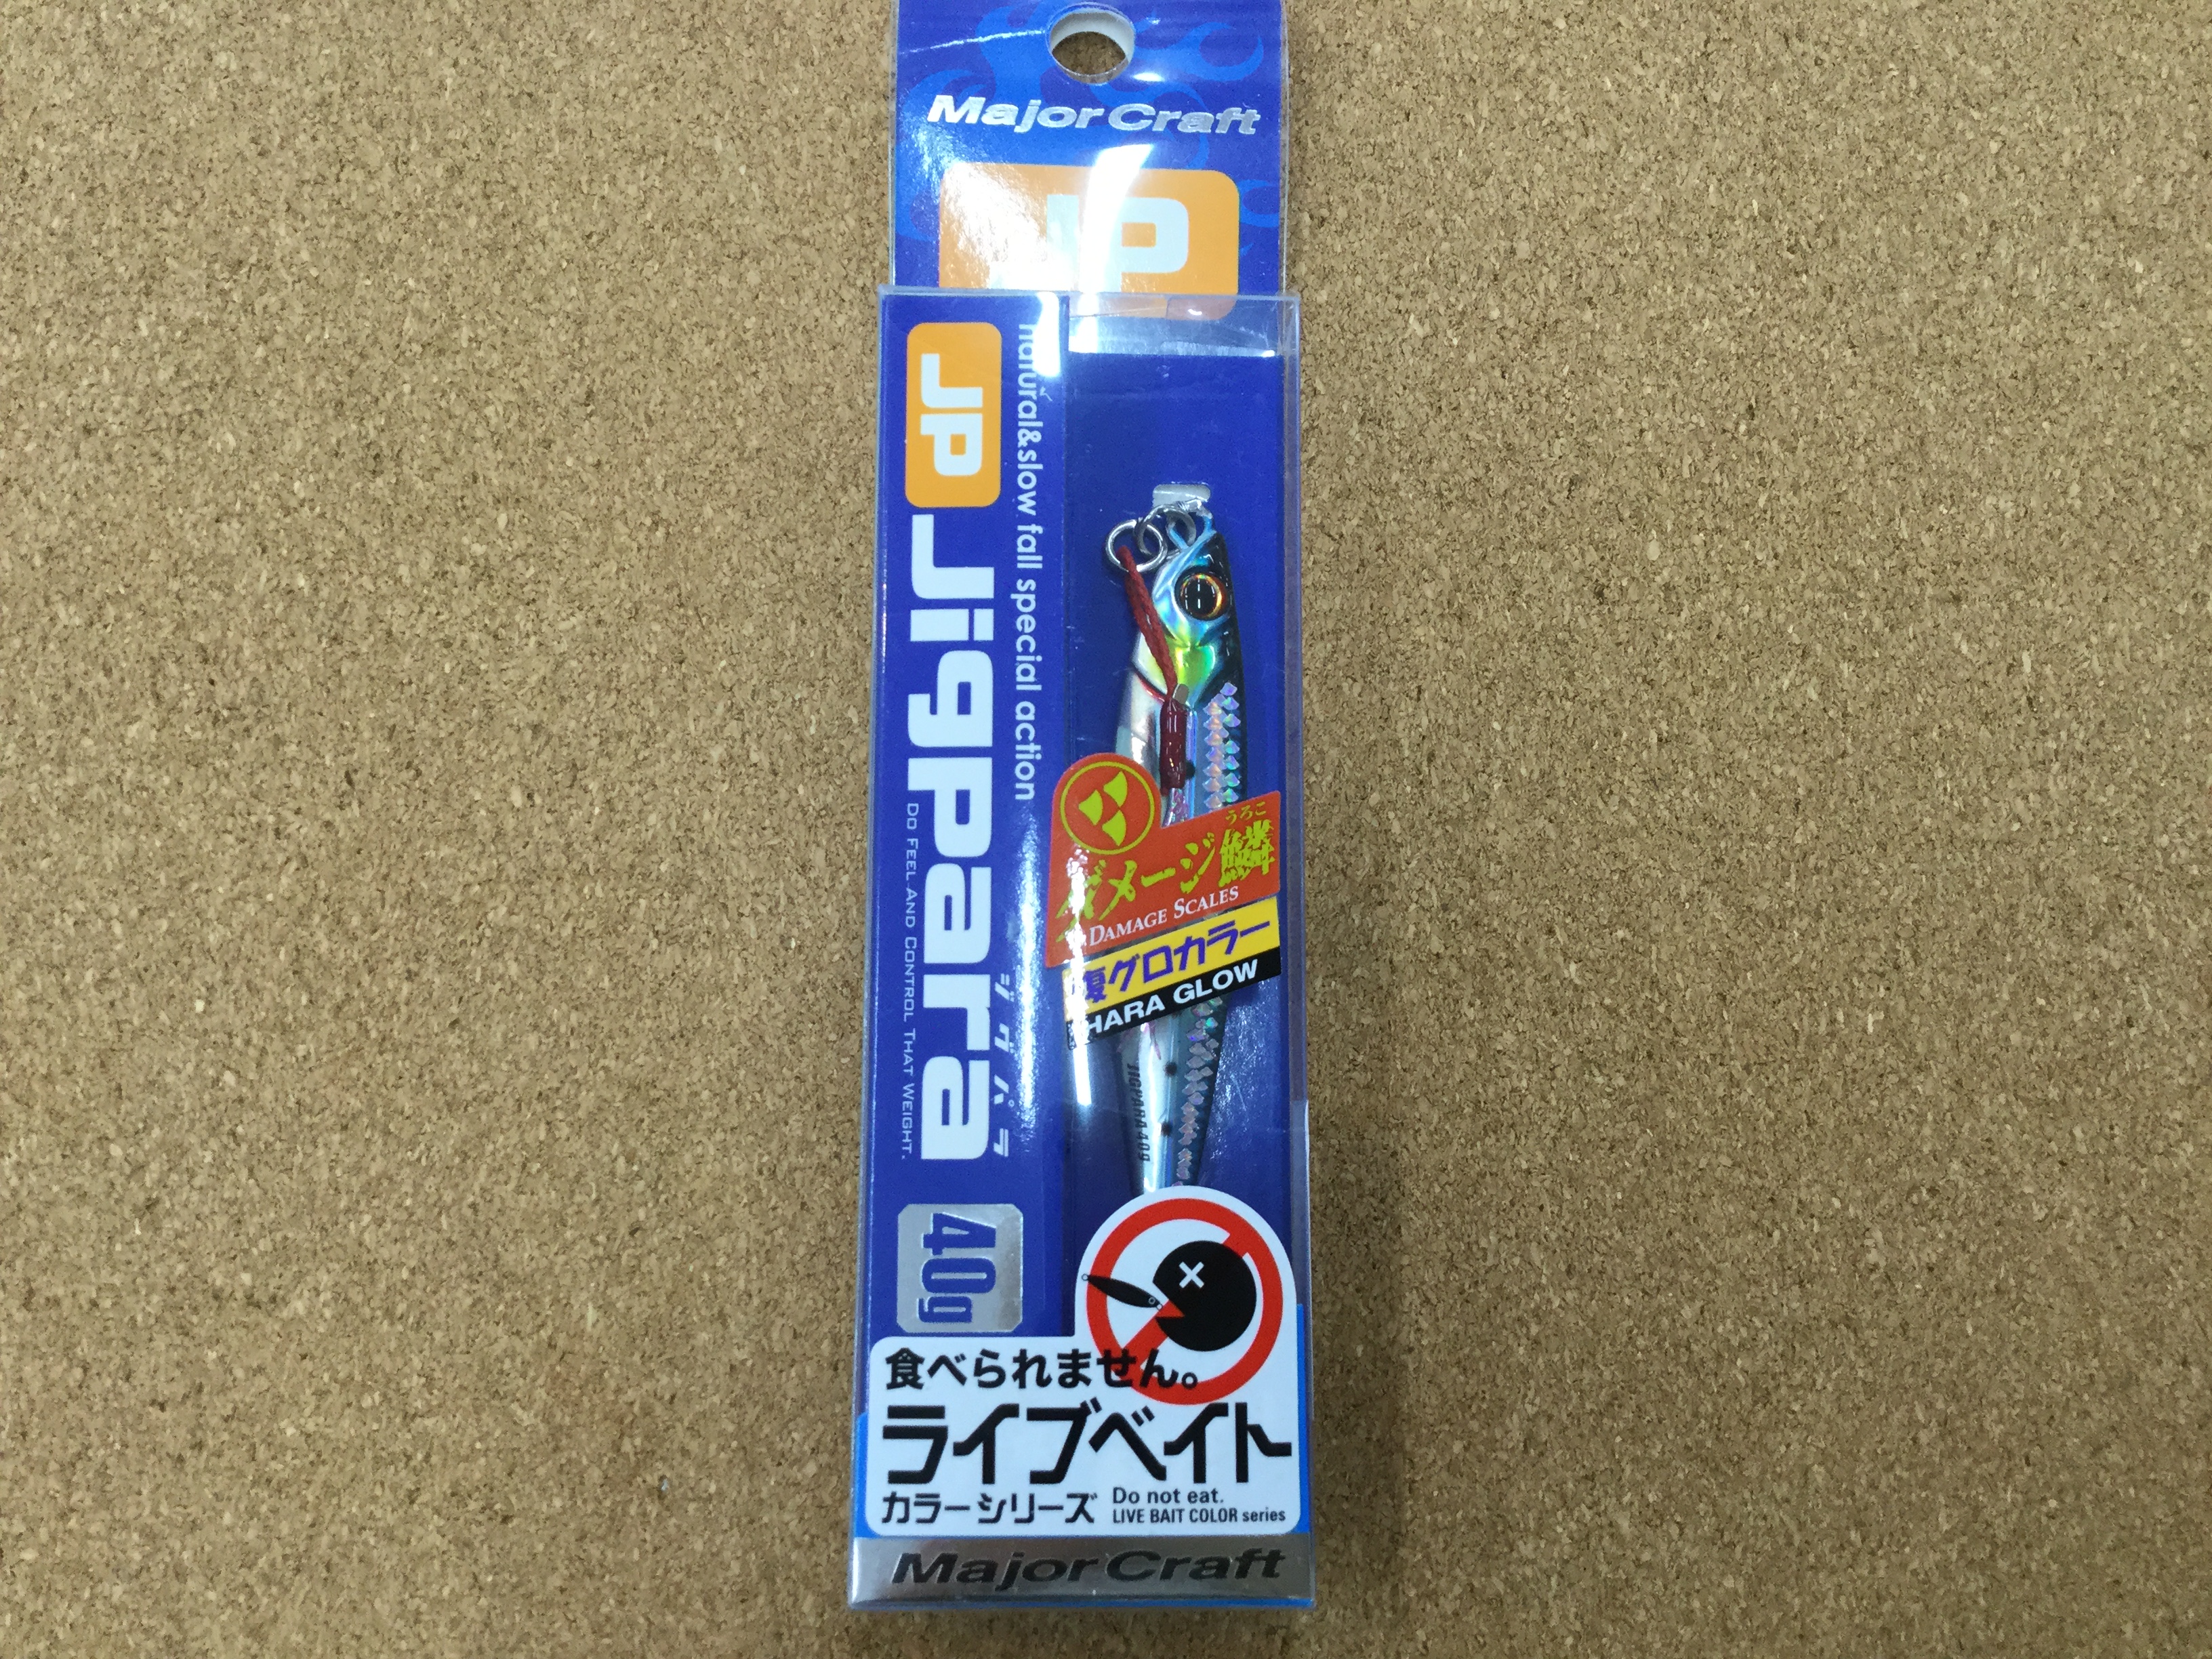 Major Craft
JP
JP
natural&slow fall special action
Jigpara
ジグパラ
DO FEEL AND CONTROL THAT WEIGHT.
40g
うろこ
ダメージ鱗
DAMAGE SCALES
腹グロカラー
HARA GLOW
JIGPARA 40g
食べられません。
ライブベイト
カラーシリーズ
Do not eat.
LIVE BAIT COLOR series
Major Craft